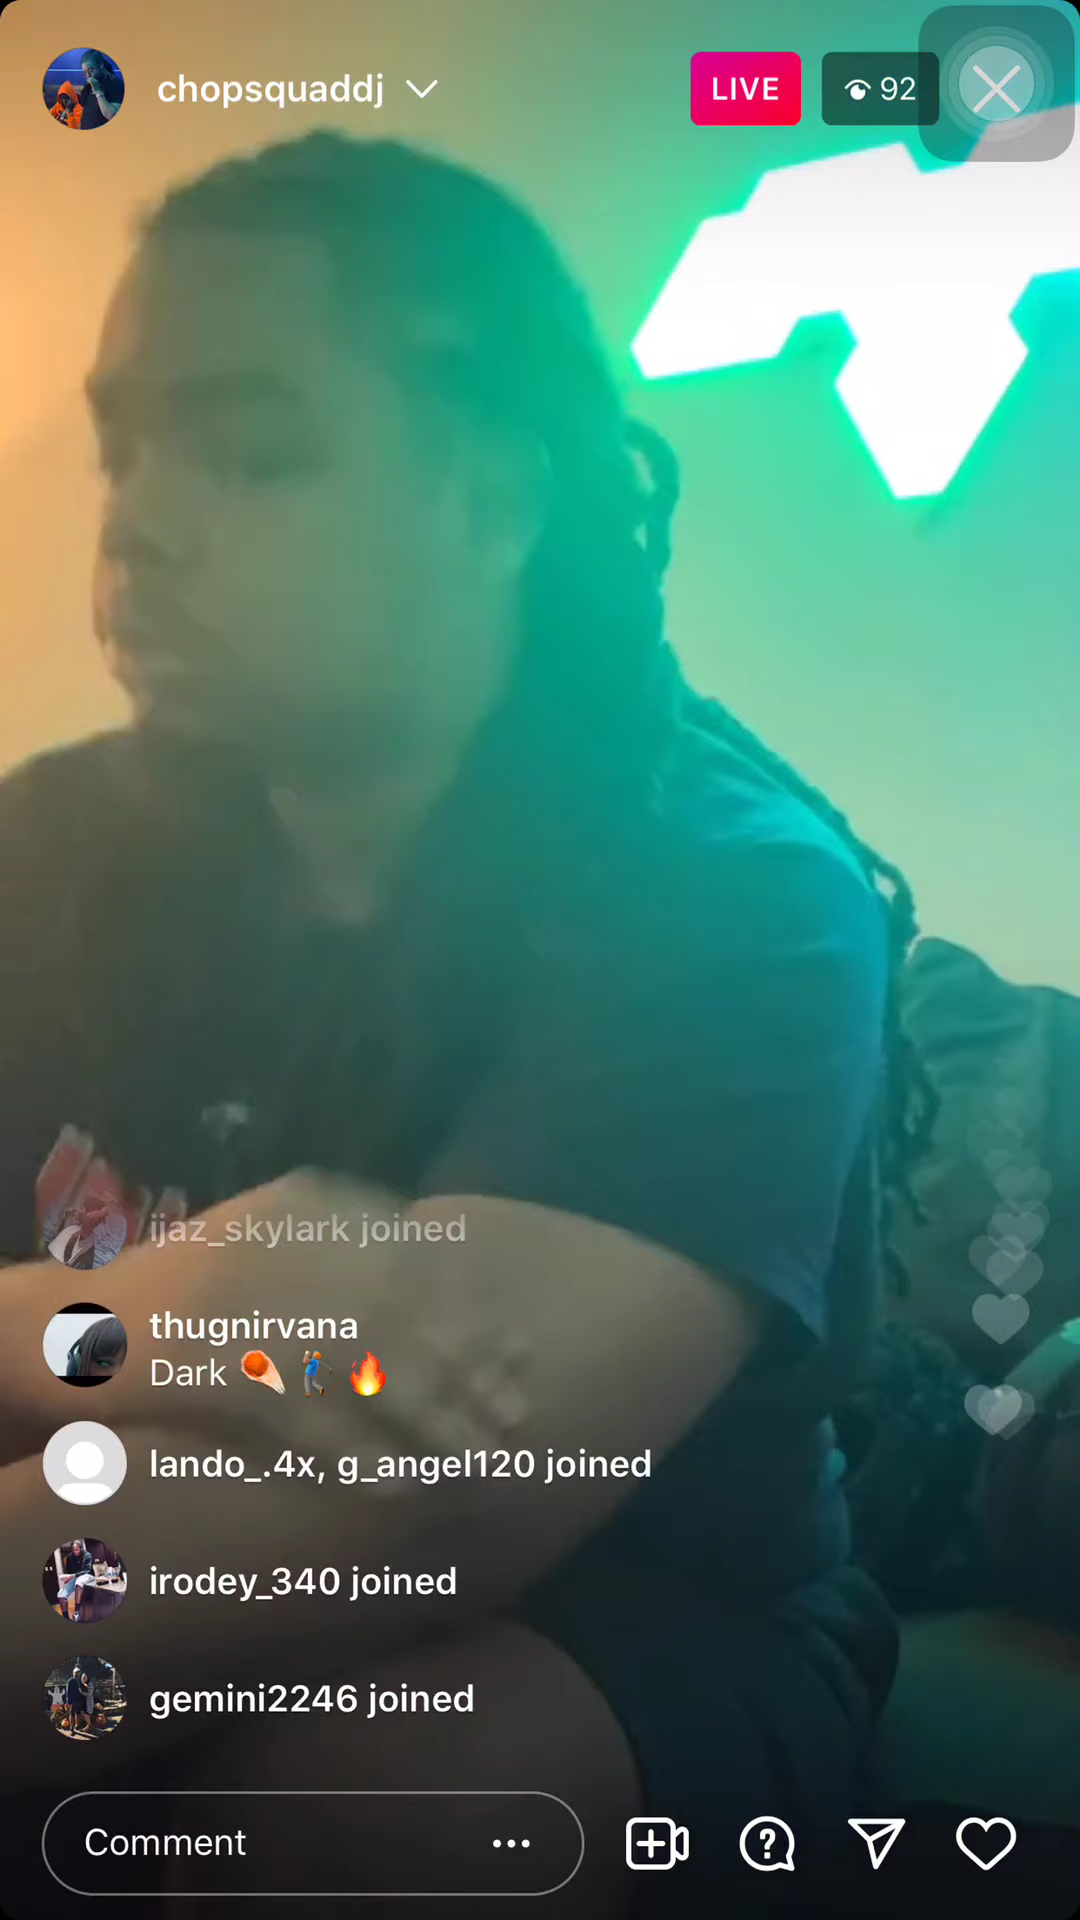 chopsquaddj
LIVE
92
ijaz_skylark joined
thugnirvana
Dark ☄️🏌🏾🔥
lando_.4x, g_angel120 joined
irodey_340 joined
gemini2246 joined
Comment